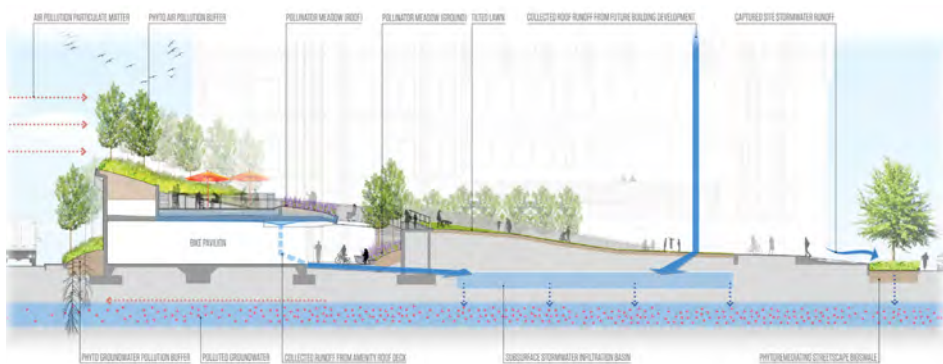 AIR POLLUTION PARTICULATE MATTER
PHYTO AIR POLLUTION BUFFER
POLLINATOR MEADOW (ROOF)
POLLINATOR MEADOW (GROUND)
TILTED LAWN
COLLECTED ROOF RUNOFF FROM FUTURE BUILDING DEVELOPMENT
CAPTURED SITE STORMWATER RUNOFF
BIKE PAVILION
PHYTO GROUNDWATER POLLUTION BUFFER
POLLUTED GROUNDWATER
COLLECTED RUNOFF FROM AMENITY ROOF DECK
SUBSURFACE STORMWATER INFILTRATION BASIN
PHYTOREMEDIATING STREETSCAPE BIOSWALE